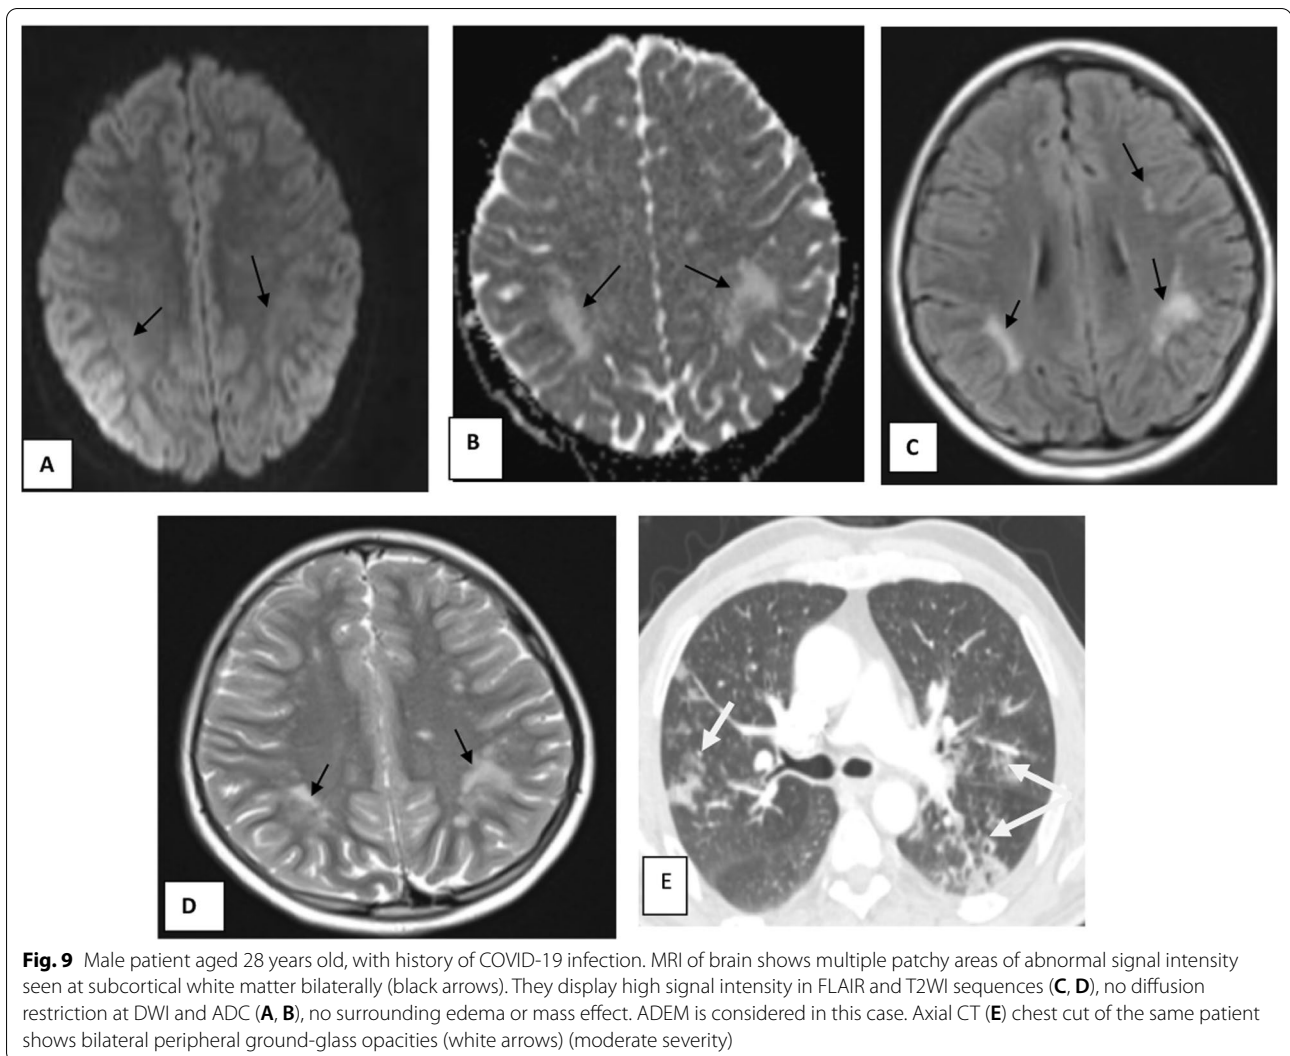 A
B
C
D
E
Fig. 9 Male patient aged 28 years old, with history of COVID-19 infection. MRI of brain shows multiple patchy areas of abnormal signal intensity
seen at subcortical white matter bilaterally (black arrows). They display high signal intensity in FLAIR and T2WI sequences (C, D), no diffusion
restriction at DWI and ADC (A, B), no surrounding edema or mass effect. ADEM is considered in this case. Axial CT (E) chest cut of the same patient
shows bilateral peripheral ground-glass opacities (white arrows) (moderate severity)